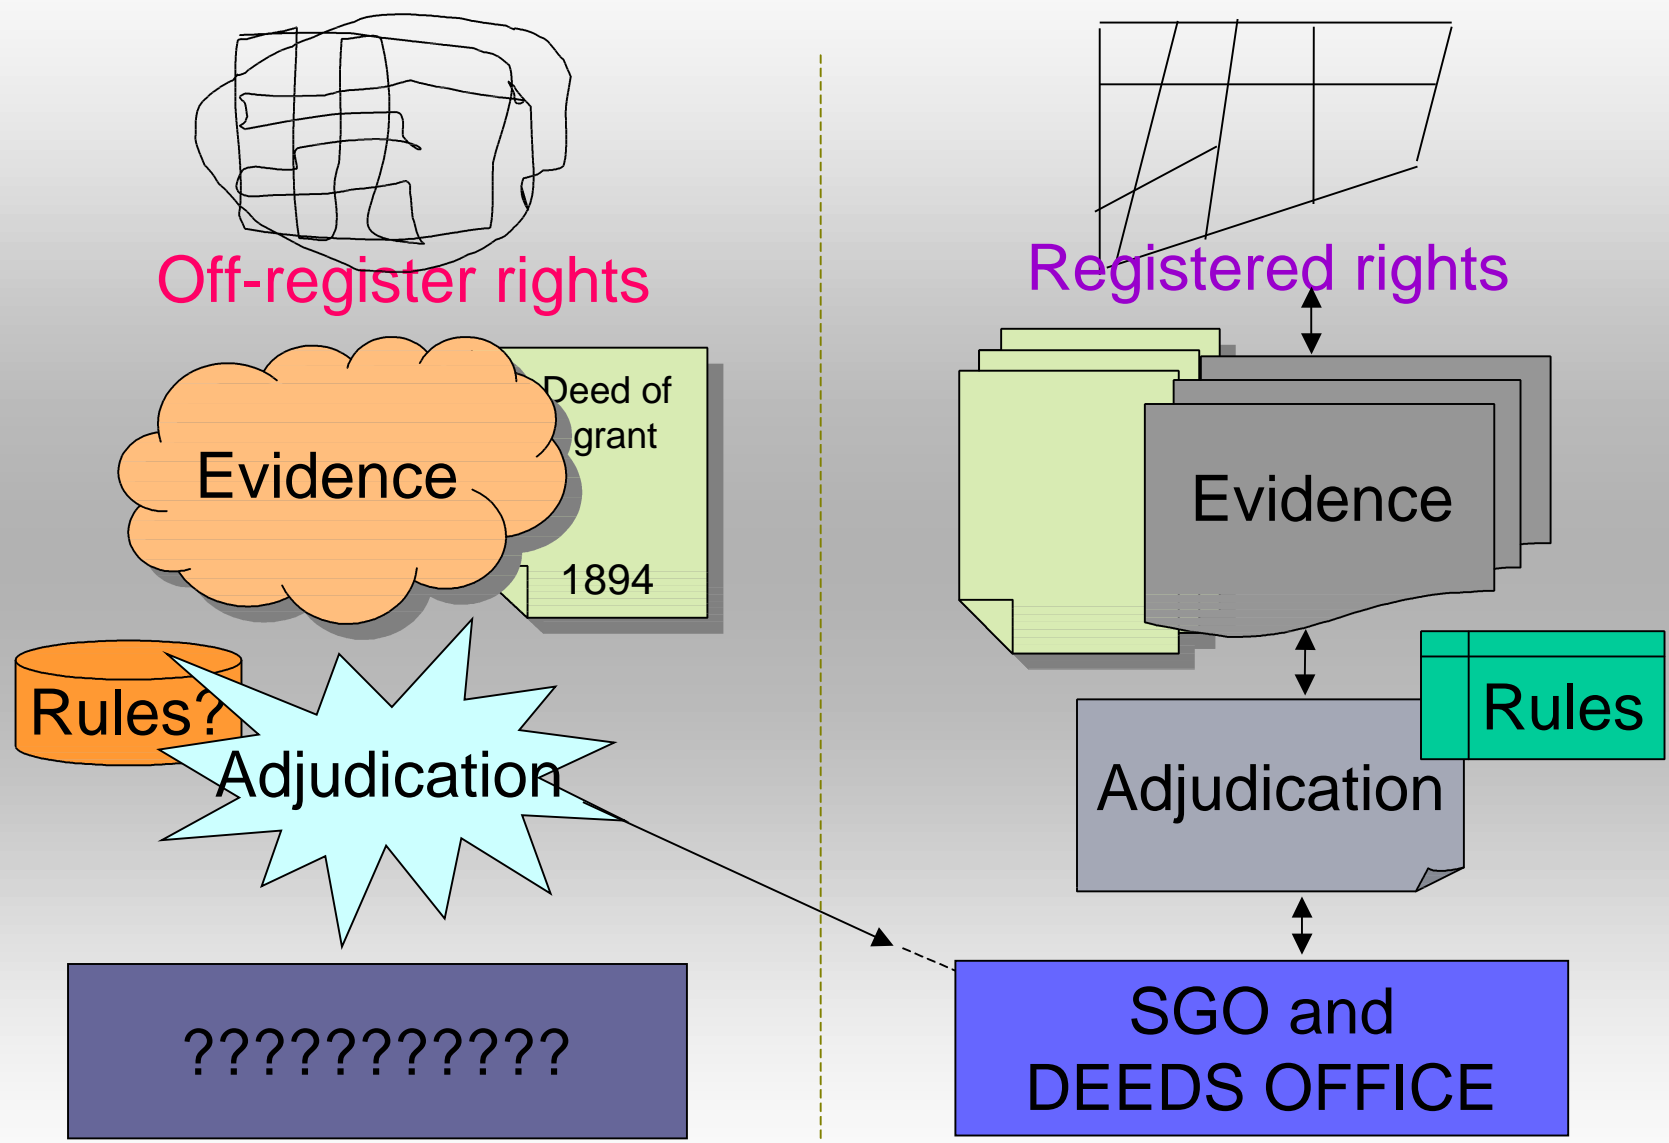 Off-register rights
Deed of
grant
Evidence
1894
Rules?
Adjudication
???????????
Registered rights
Evidence
Rules
Adjudication
SGO and
DEEDS OFFICE